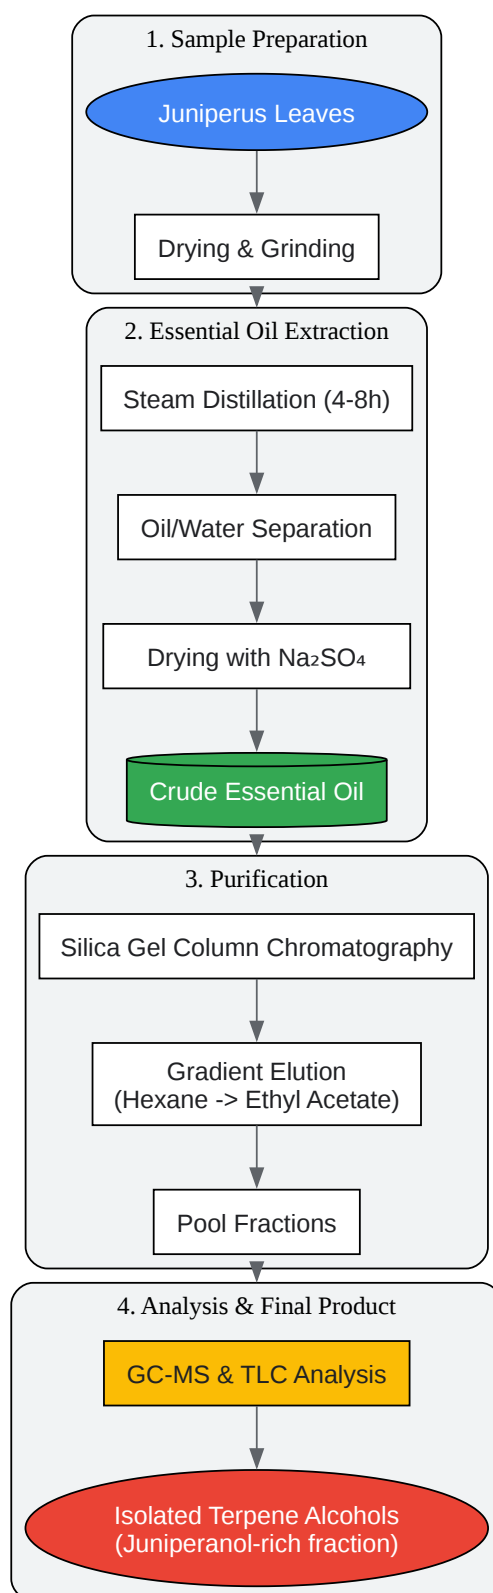 1. Sample Preparation
Juniperus Leaves
Drying & Grinding
2. Essential Oil Extraction
Steam Distillation (4-8h)
Oil/Water Separation
Drying with Na₂SO₄
Crude Essential Oil
3. Purification
Silica Gel Column Chromatography
Gradient Elution
(Hexane -> Ethyl Acetate)
Pool Fractions
4. Analysis & Final Product
GC-MS & TLC Analysis
Isolated Terpene Alcohols
(Juniperanol-rich fraction)